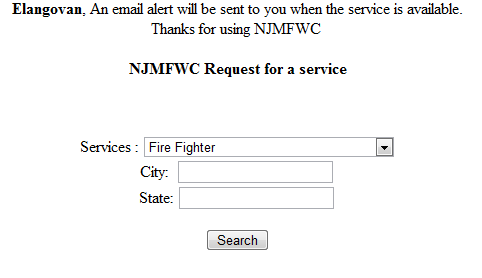 Elangovan, An email alert will be sent to you when the service is available.
Thanks for using NJMFWC
NJMFWC Request for a service
Services : Fire Fighter
City:
State:
Search